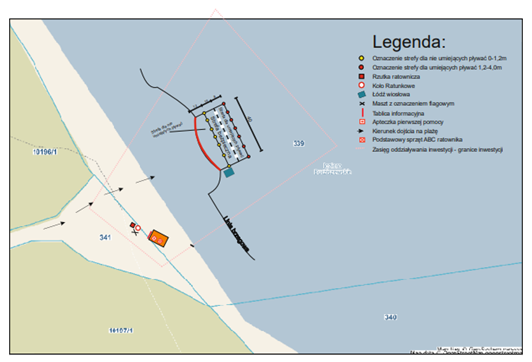 Legenda:
Oznaczenie strefy dla nie umiejących pływać 0-1,2m
Oznaczenie strefy dla umiejących pływać 1,2-4,0m
Rzutka ratownicza
Koło Ratunkowe
Łódź wiosłowa
Maszt z oznaczeniem flagowym
Tablica informacyjna
Apteczka pierwszej pomocy
Kierunek dojścia na plażę
Podstawowy sprzęt ABC ratownika
Zasięg oddziaływania inwestycji - granice inwestycji
339
10196/1
341
10197/1
340